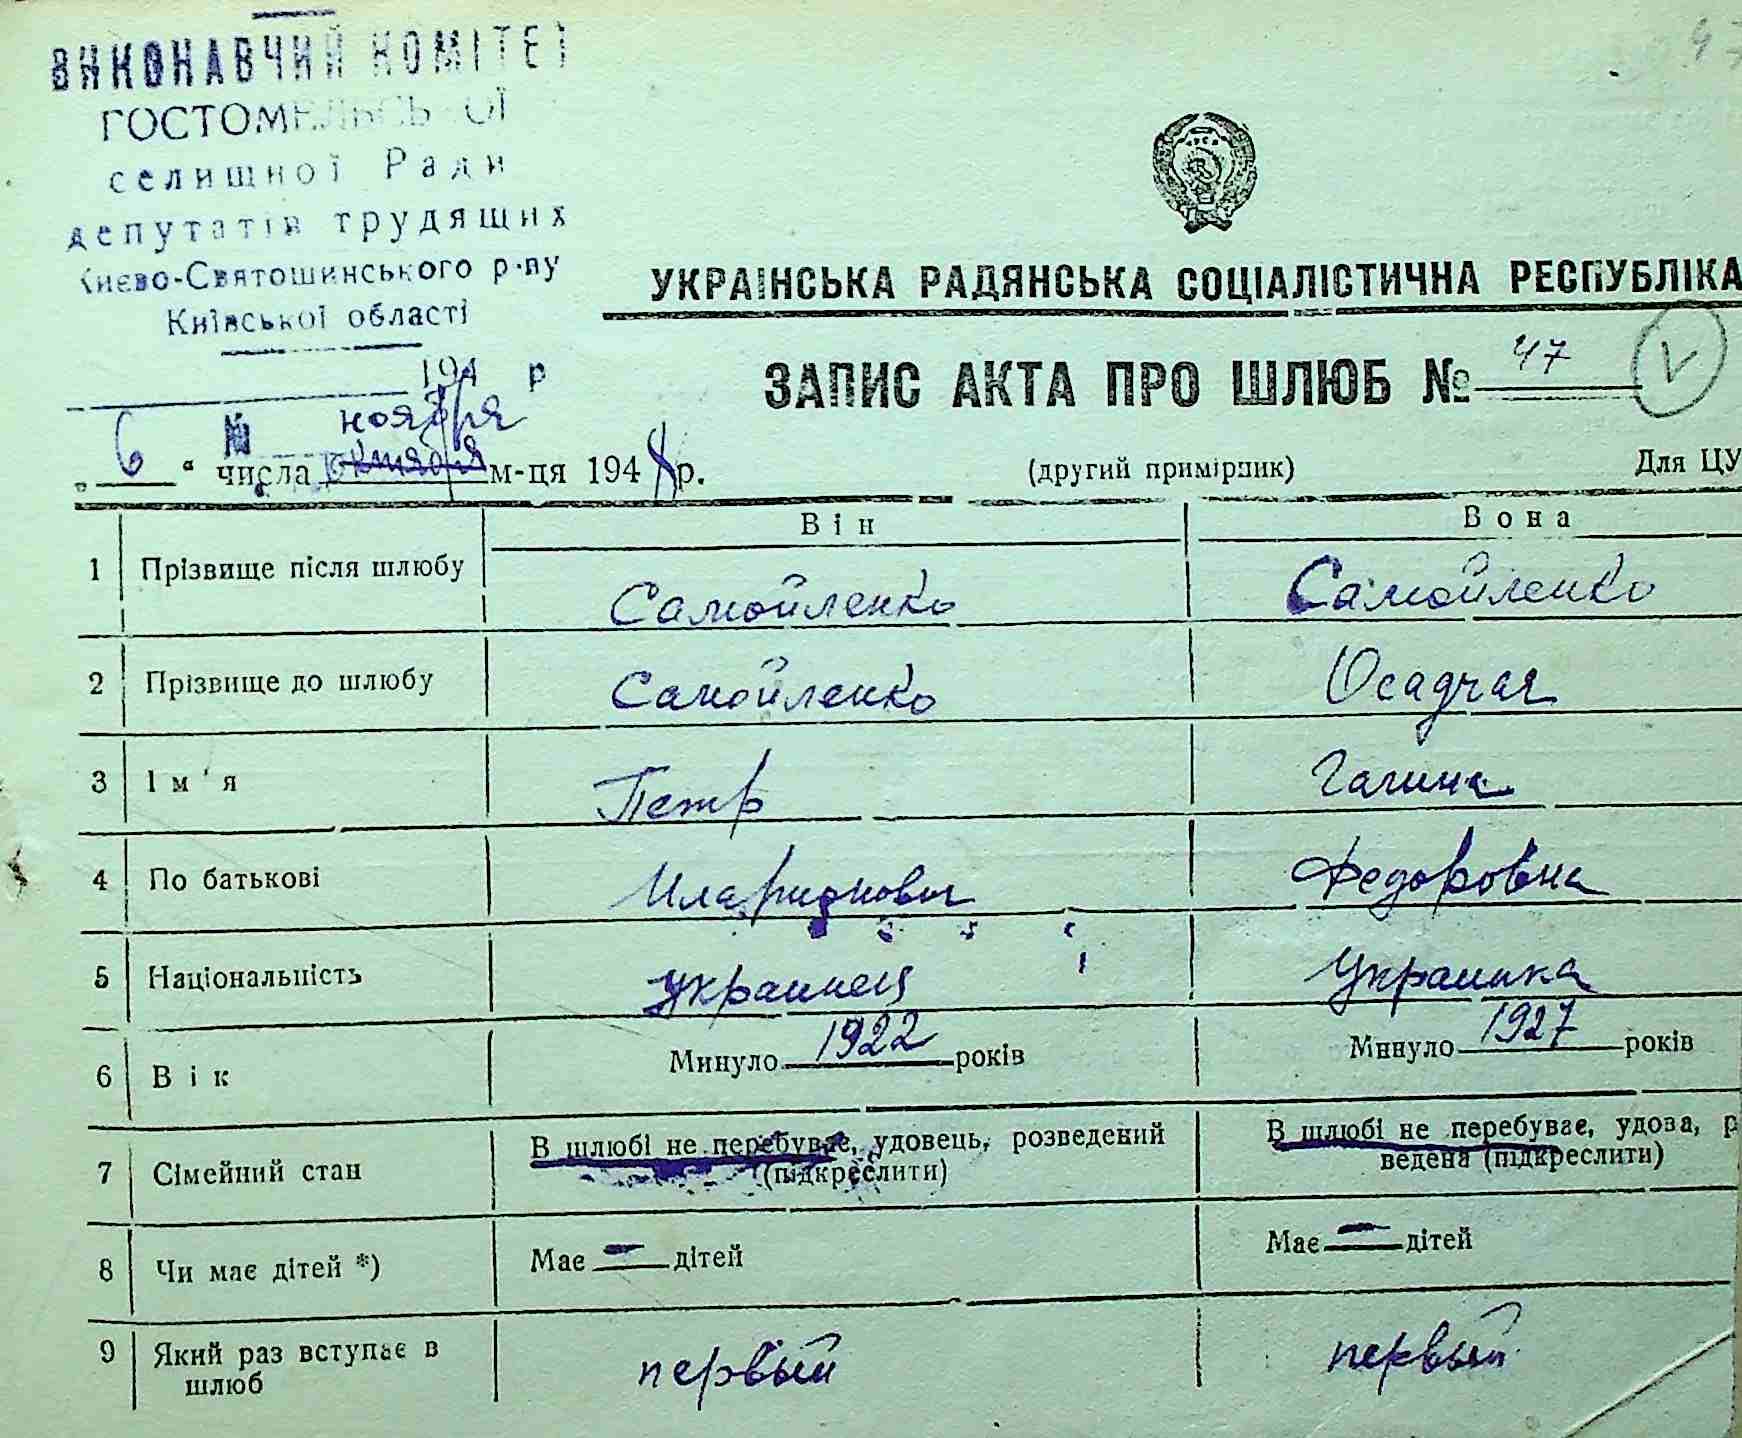 ВИКОНАВЧИЙ КОМІТЕТ
ГОСТОМЕЛЬСЬКОЇ
селищної Ради
депутатів трудящих
Києво-Святошинського р-ну
Київської області
194 р
№
47
УКРАЇНСЬКА РАДЯНСЬКА СОЦІАЛІСТИЧНА РЕСПУБЛІКА
ЗАПИС АКТА ПРО ШЛЮБ № 47 V
ноября
„ 6 “ числа октября м-ця 1948 р. (другий примірник) Для ЦУ
Він Вона
1 Прізвище після шлюбу Самойленко Самойленко
2 Прізвище до шлюбу Самойленко Осадчая
3 Ім'я Петр Галина
4 По батькові Иларионович Федоровна
5 Національність украинец Украинка
6 Вік Минуло 1922 років Минуло 1927 років
7 Сімейний стан В шлюбі не перебуває, удовець, розведений (підкреслити) В шлюбі не перебуває, удова, р
ведена (підкреслити)
8 Чи має дітей *) Має — дітей Має — дітей
9 Який раз вступає в шлюб первый первый